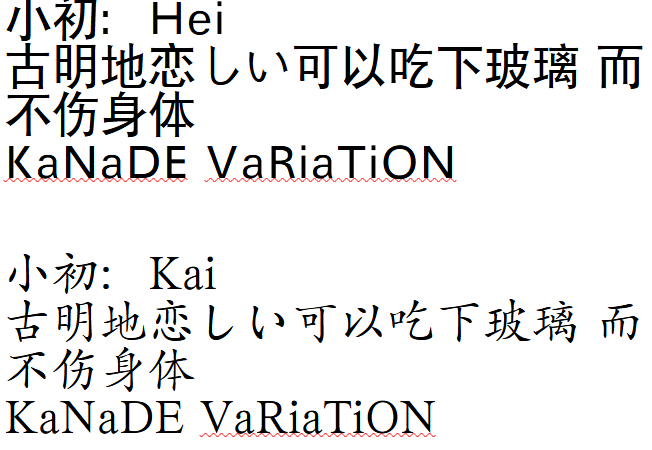 小初: Hei
古明地恋しい可以吃下玻璃 而
不伤身体
KaNaDE VaRiaTiON
小初: Kai
古明地恋しい可以吃下玻璃 而
不伤身体
KaNaDE VaRiaTiON